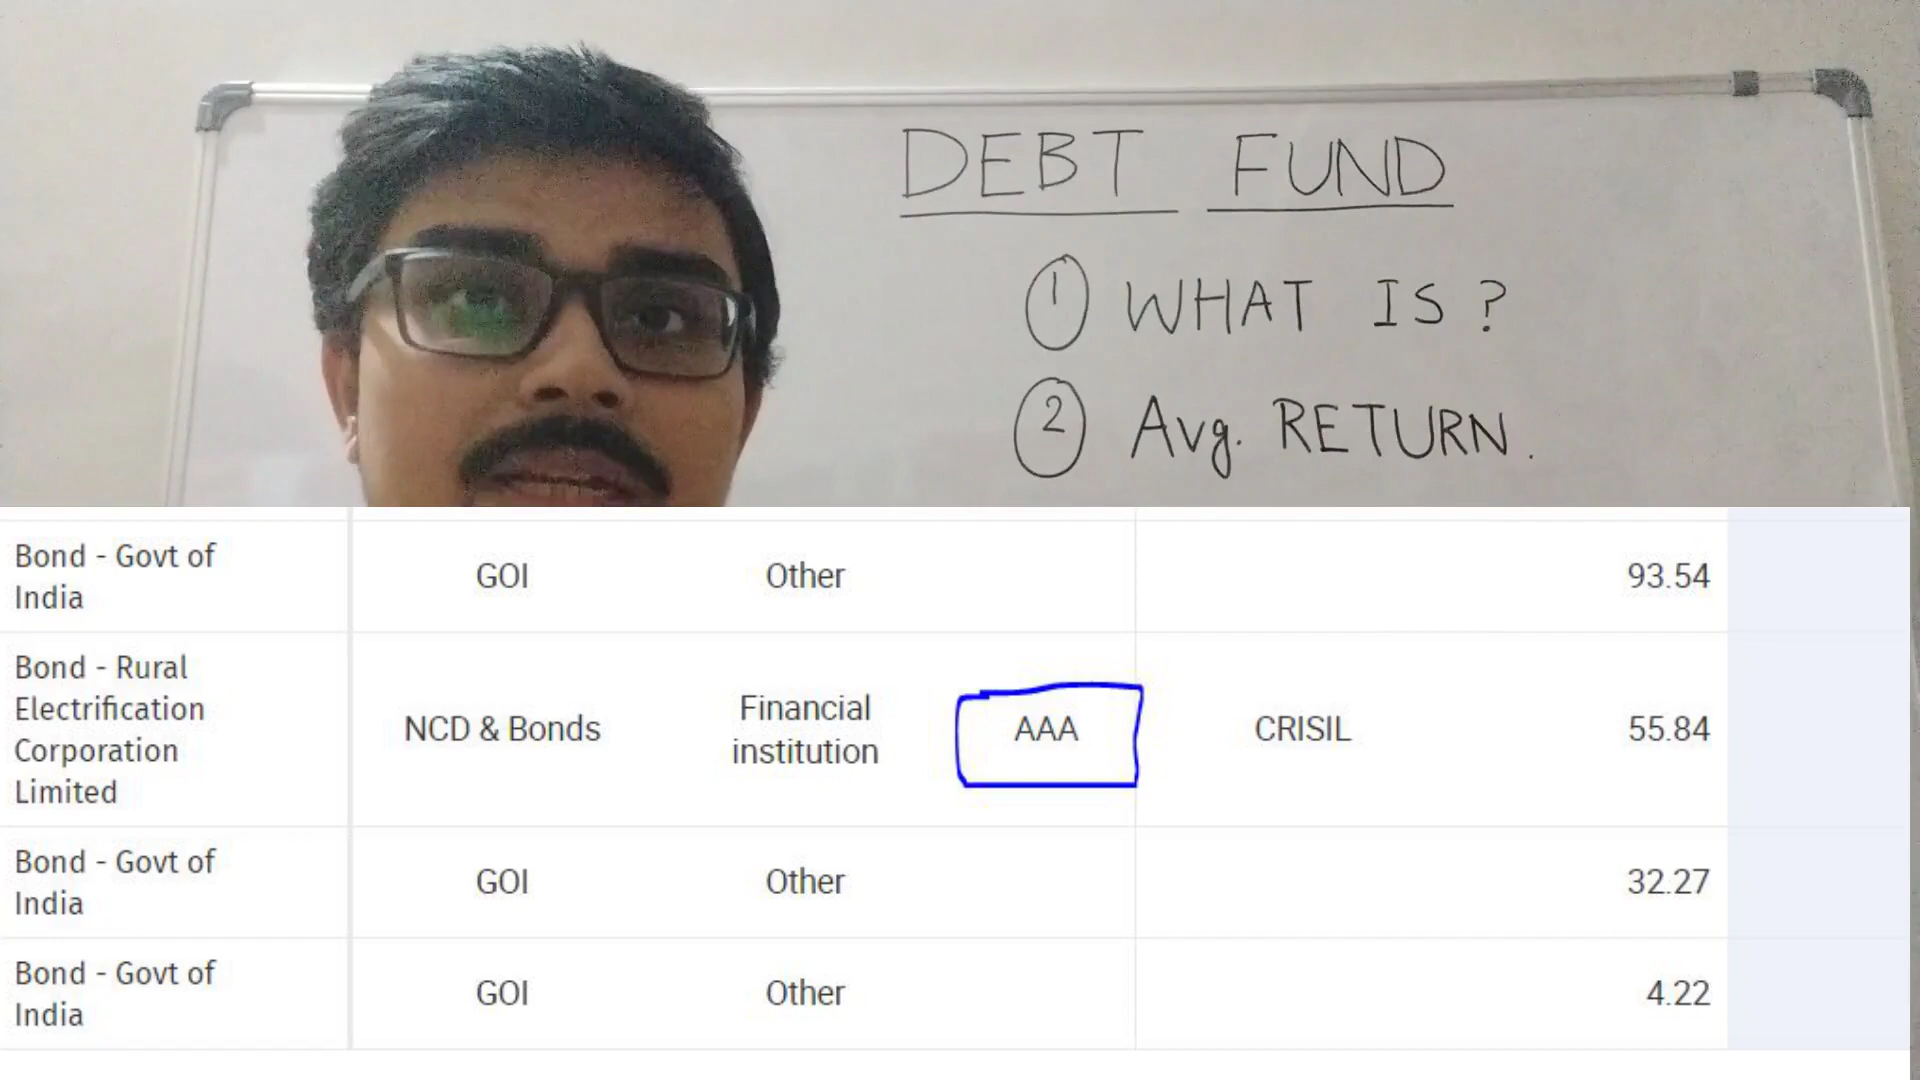 DEBT FUND
1 WHAT IS?
2 Avg. RETURN.
Bond - Govt of
India
GOI
Other
93.54
Bond - Rural
Electrification
Corporation
Limited
NCD & Bonds
Financial
institution
AAA
CRISIL
55.84
Bond - Govt of
India
GOI
Other
32.27
Bond - Govt of
India
GOI
Other
4.22